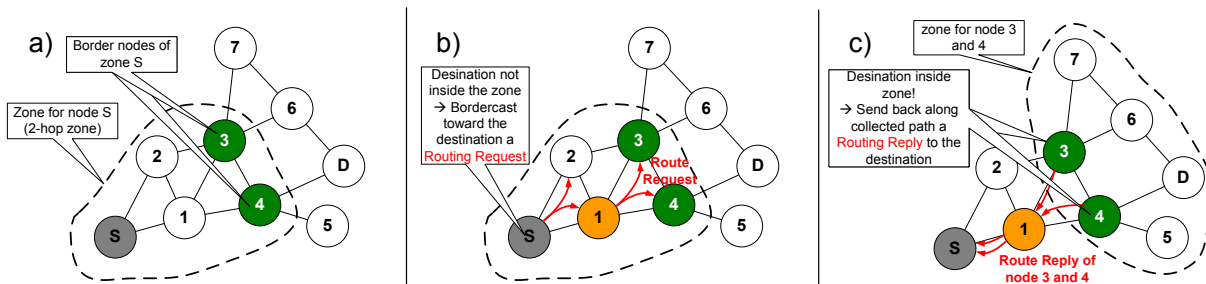 a)
Border nodes of
zone S
Zone for node S
(2-hop zone)
7
6
3
2
D
1
4
5
S
b)
Desination not
inside the zone
→ Bordercast
toward the
destination a
Routing Request
7
6
3
2
Route
Request
D
1
4
5
S
c)
zone for node 3
and 4
Desination inside
zone!
→ Send back along
collected path a
Routing Reply to the
destination
7
6
3
2
D
4
1
5
S
Route Reply of
node 3 and 4